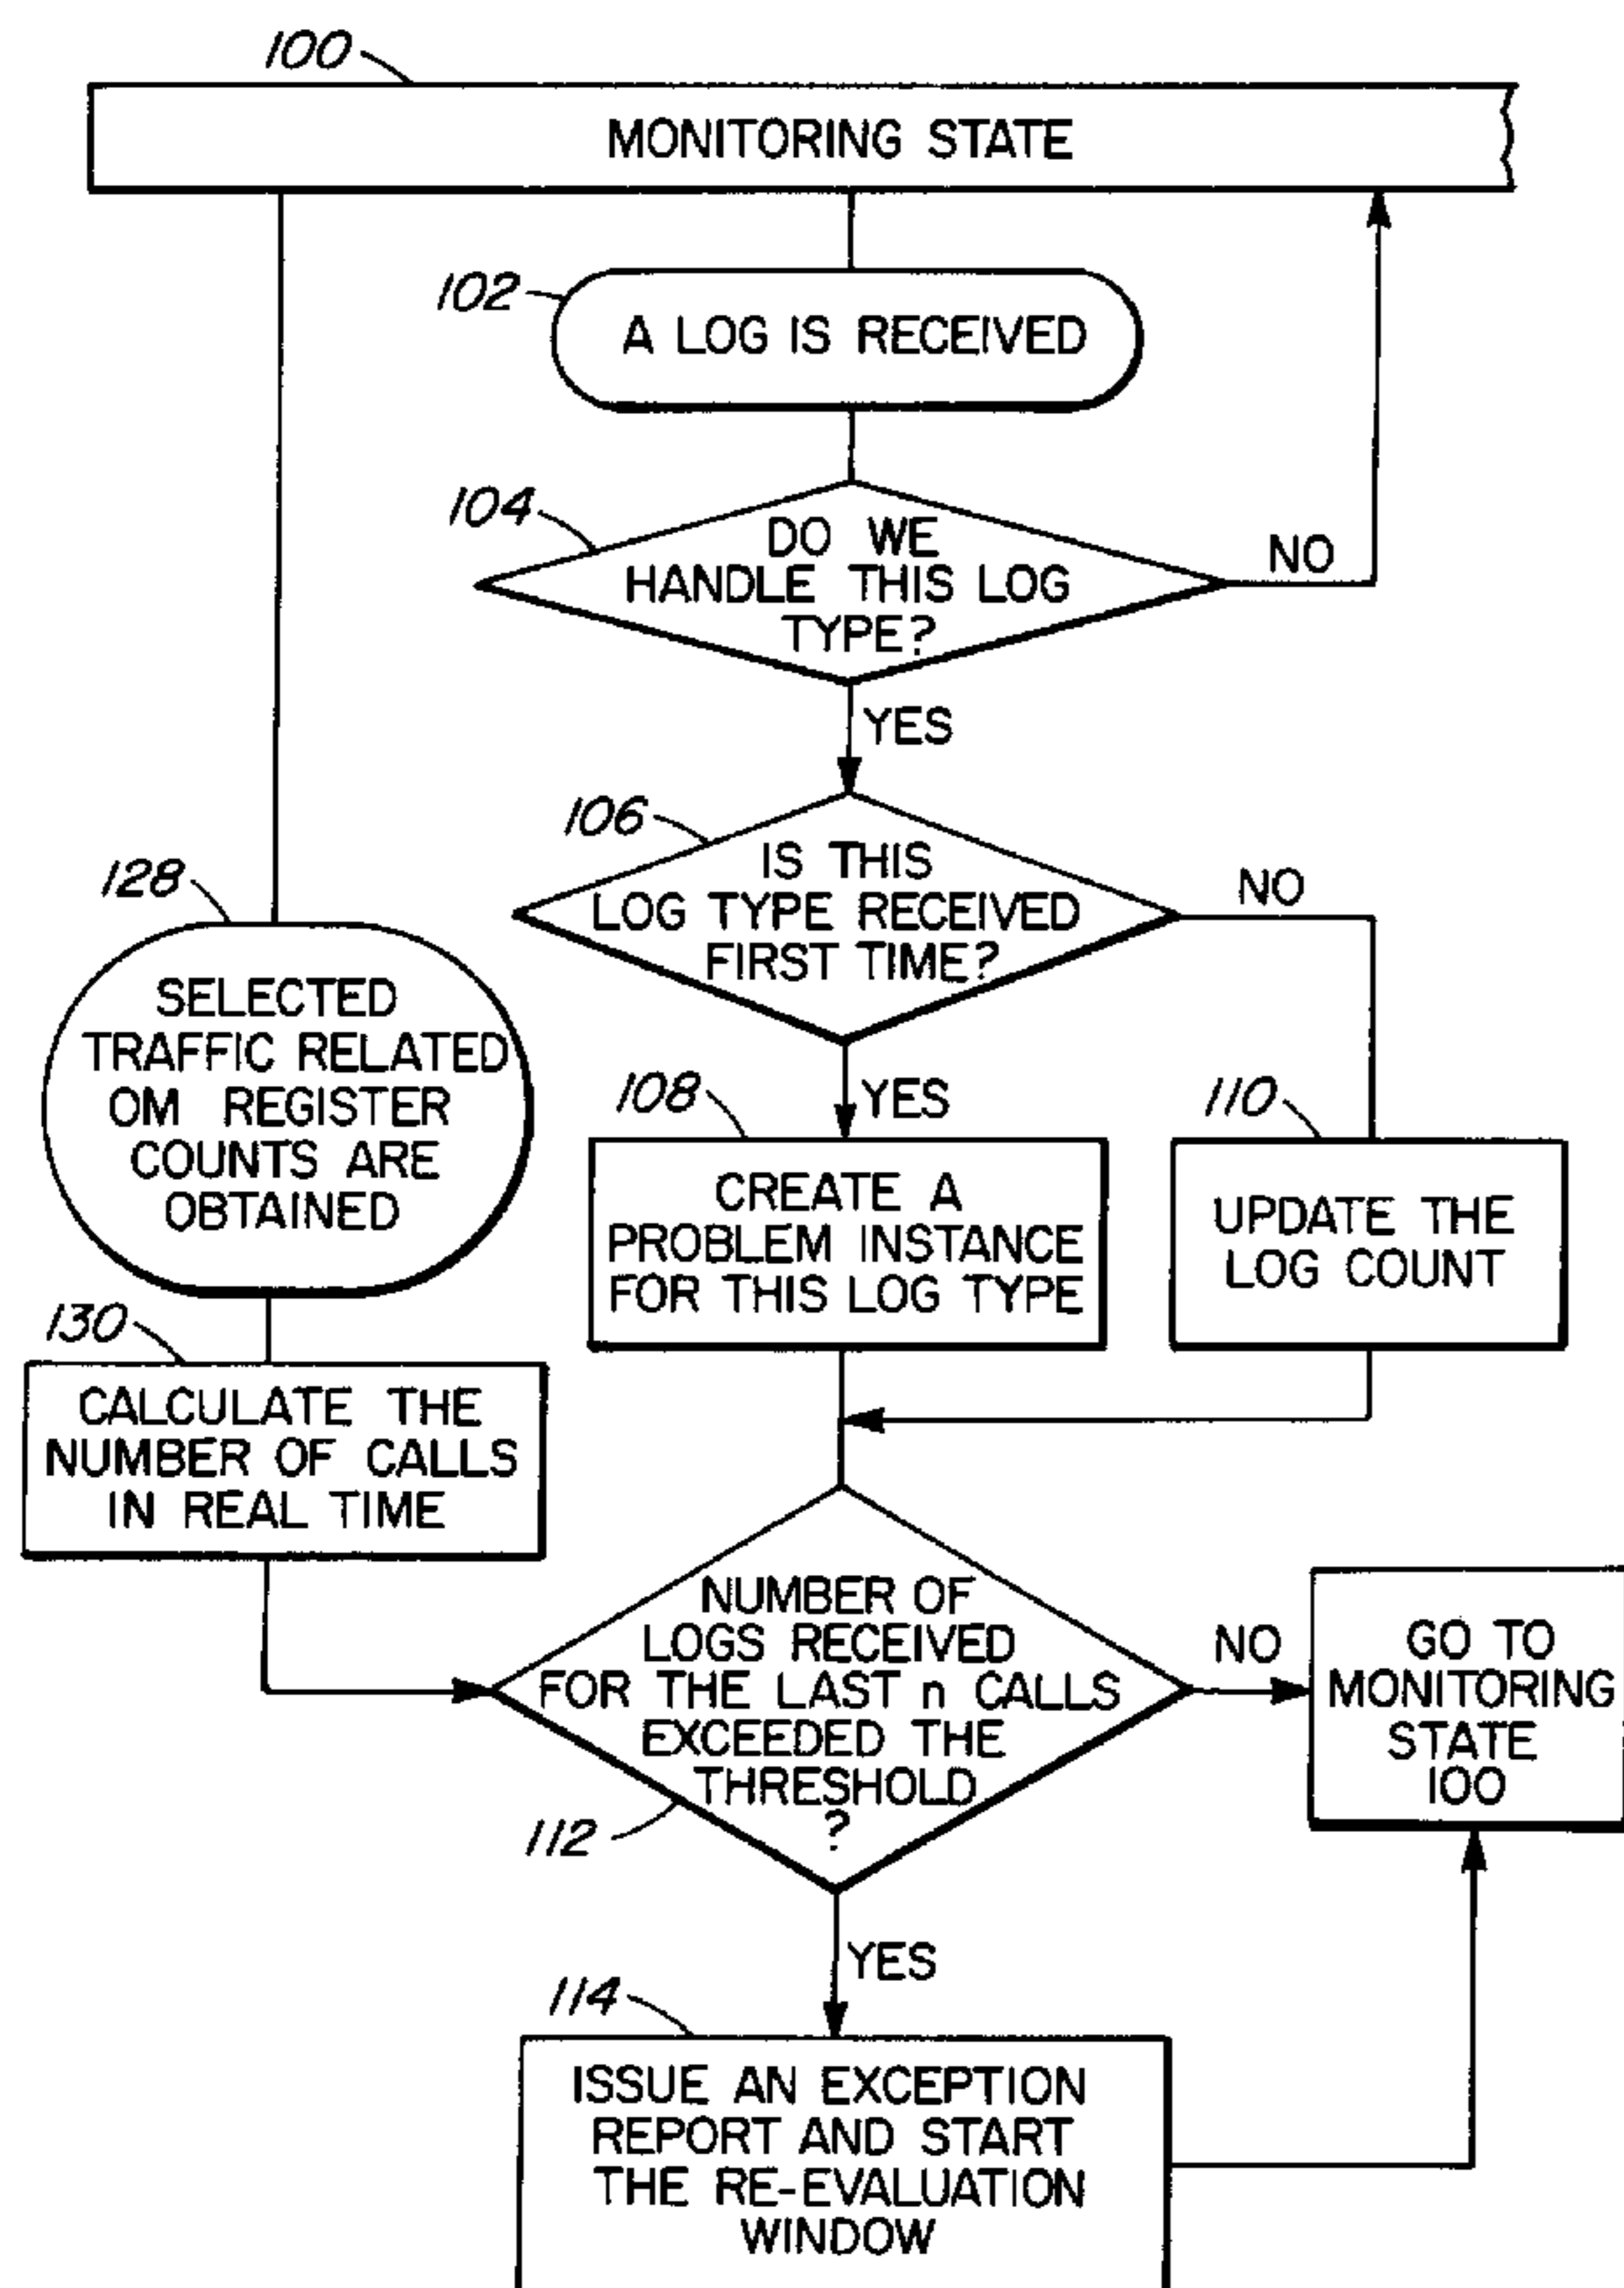 100
MONITORING STATE
102
A LOG IS RECEIVED
104
DO WE
HANDLE THIS LOG
TYPE?
NO
YES
106
IS THIS
LOG TYPE RECEIVED
FIRST TIME?
NO
128
SELECTED
TRAFFIC RELATED
OM REGISTER
COUNTS ARE
OBTAINED
YES
108
CREATE A
PROBLEM INSTANCE
FOR THIS LOG TYPE
110
UPDATE THE
LOG COUNT
130
CALCULATE THE
NUMBER OF CALLS
IN REAL TIME
NUMBER OF
LOGS RECEIVED
FOR THE LAST n CALLS
EXCEEDED THE
THRESHOLD
?
112
NO
GO TO
MONITORING
STATE
100
YES
114
ISSUE AN EXCEPTION
REPORT AND START
THE RE-EVALUATION
WINDOW